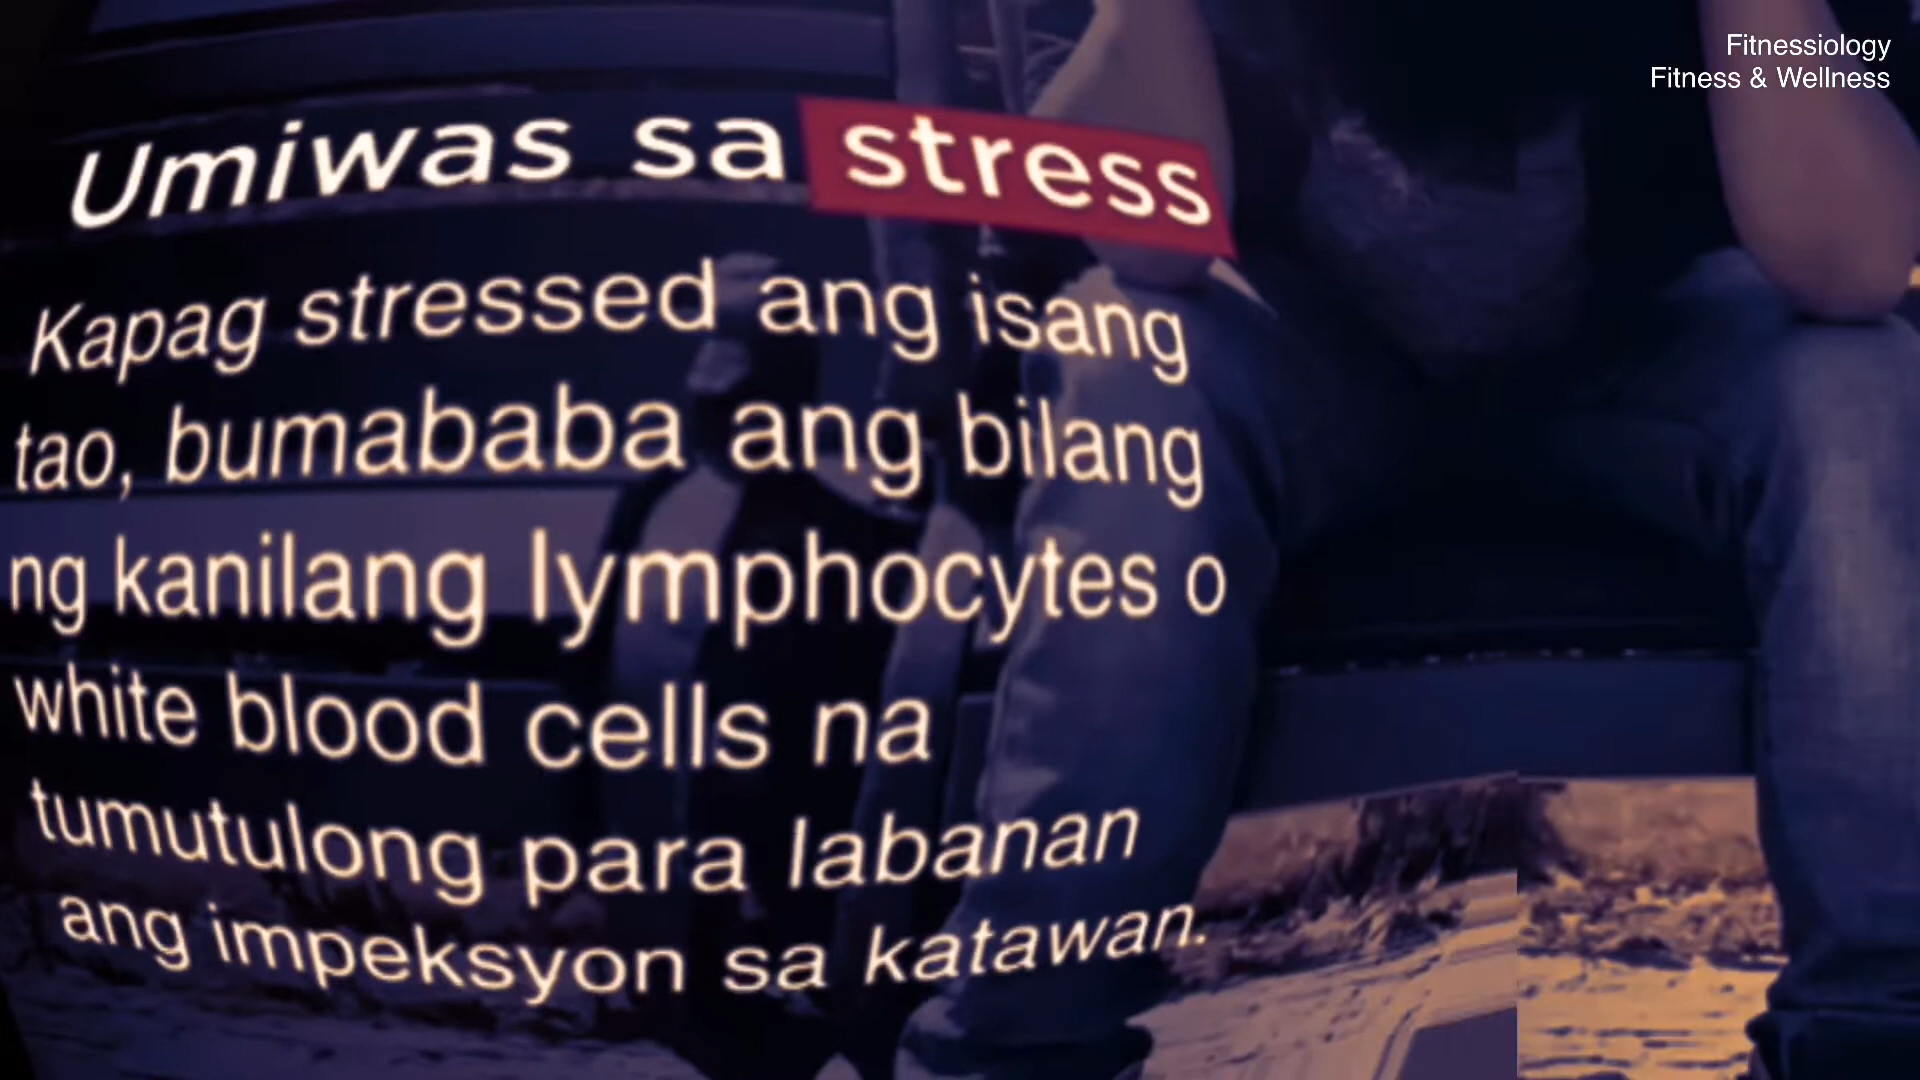 Fitnessiology
Fitness & Wellness
Umiwas sa stress
Kapag stressed ang isang
tao, bumababa ang bilang
ng kanilang lymphocytes o
white blood cells na
tumutulong para labanan
ang impeksyon sa katawan.